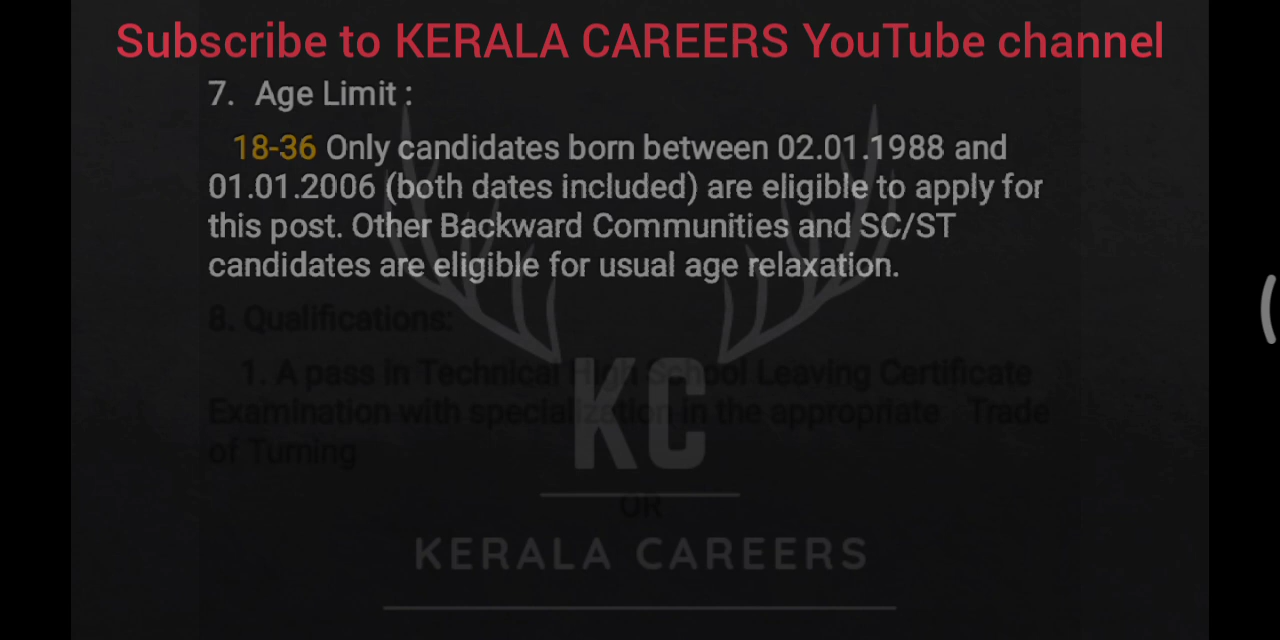 Subscribe to KERALA CAREERS YouTube channel
7. Age Limit :
18-36 Only candidates born between 02.01.1988 and
01.01.2006 (both dates included) are eligible to apply for
this post. Other Backward Communities and SC/ST
candidates are eligible for usual age relaxation.
8. Qualifications:
1. A pass in Technical High School Leaving Certificate
Examination with specialization in the appropriate Trade
of Turning
KC
OR
KERALA CAREERS